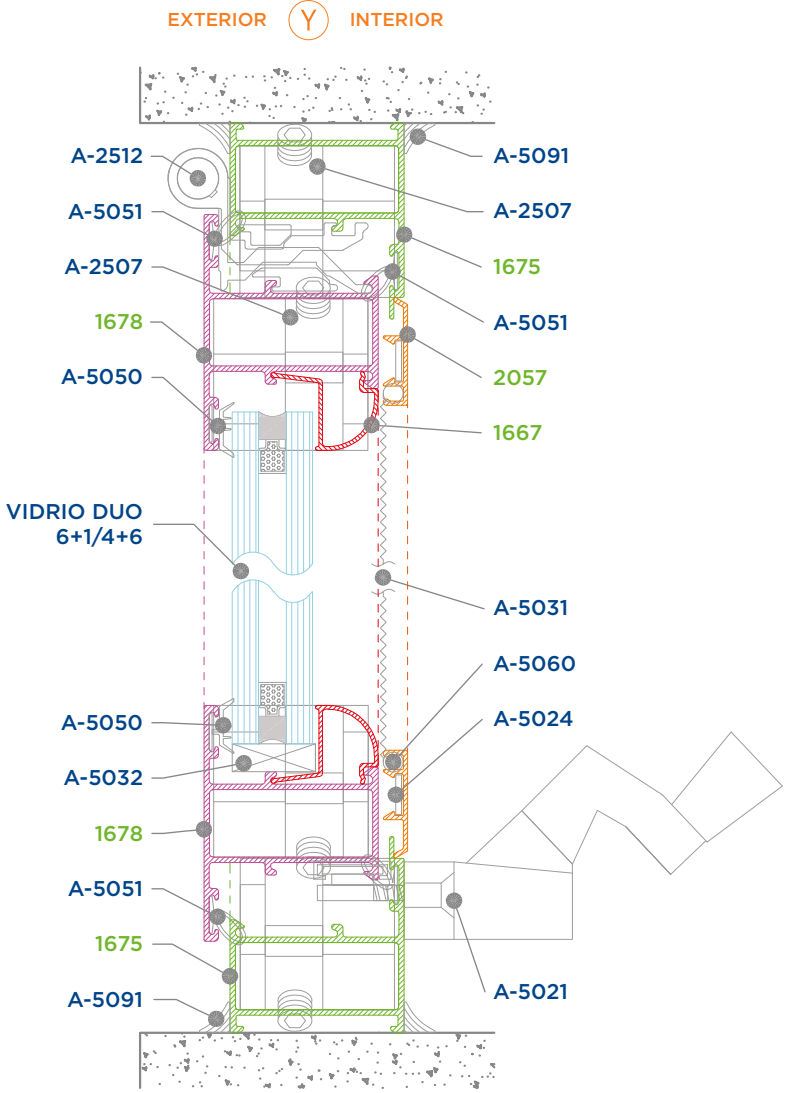 EXTERIOR Y INTERIOR
A-2512
A-5051
A-2507
1678
A-5050
VIDRIO DUO
6+1/4+6
A-5050
A-5032
1678
A-5051
1675
A-5091
A-5091
A-2507
1675
A-5051
2057
1667
A-5031
A-5060
A-5024
A-5021